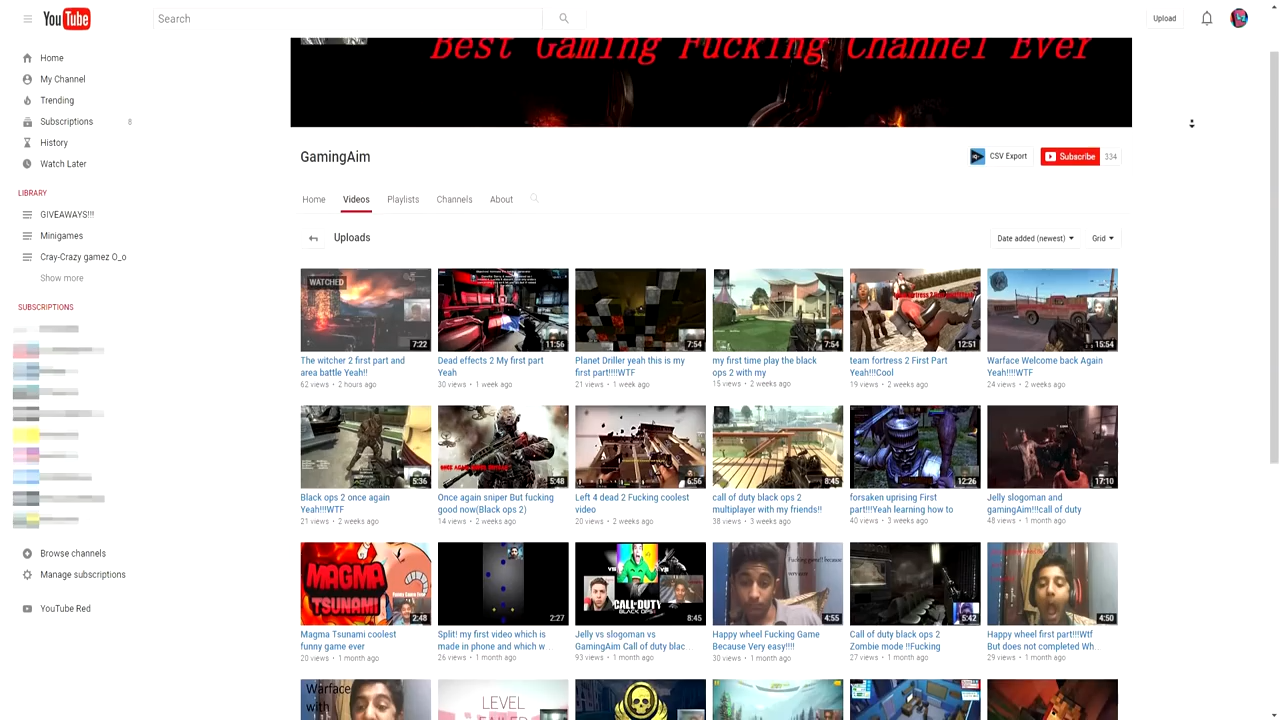 YouTube
Search
Upload
Home
My Channel
Trending
Subscriptions 8
History
Watch Later
LIBRARY
GIVEAWAYS!!!
Minigames
Cray-Crazy gamez O_o
Show more
SUBSCRIPTIONS
Browse channels
Manage subscriptions
YouTube Red
Best Gaming Fucking Channel Ever
GamingAim
CSV Export
Subscribe 334
Home Videos Playlists Channels About
Uploads
Date added (newest) Grid
WATCHED
7:22
11:56
7:54
7:54
12:51
15:54
The witcher 2 first part and
area battle Yeah!!
62 views • 2 hours ago
Dead effects 2 My first part
Yeah
30 views • 1 week ago
Planet Driller yeah this is my
first part!!!!WTF
21 views • 1 week ago
my first time play the black
ops 2 with my
15 views • 2 weeks ago
team fortress 2 First Part
Yeah!!!Cool
19 views • 2 weeks ago
Warface Welcome back Again
Yeah!!!!WTF
24 views • 2 weeks ago
5:36
5:48
6:56
8:45
12:26
17:10
Black ops 2 once again
Yeah!!!WTF
21 views • 2 weeks ago
Once again sniper But fucking
good now(Black ops 2)
14 views • 2 weeks ago
Left 4 dead 2 Fucking coolest
video
20 views • 2 weeks ago
call of duty black ops 2
multiplayer with my friends!!
38 views • 3 weeks ago
forsaken uprising First
part!!!Yeah learning how to
40 views • 3 weeks ago
Jelly slogoman and
gamingAim!!!call of duty
48 views • 1 month ago
MAGMA
TSUNAMI
Funny Game Ever
2:48
2:27
VS
VS
CALL·DUTY
BLACK OPS
8:45
Fucking game!! Because
very easy
4:55
5:42
4:50
Magma Tsunami coolest
funny game ever
20 views • 1 month ago
Split! my first video which is
made in phone and which w...
26 views • 1 month ago
Jelly vs slogoman vs
GamingAim Call of duty blac...
93 views • 1 month ago
Happy wheel Fucking Game
Because Very easy!!!!
30 views • 1 month ago
Call of duty black ops 2
Zombie mode !!Fucking
27 views • 1 month ago
Happy wheel first part!!!Wtf
But does not completed Wh...
29 views • 1 month ago
Warface
with
LEVEL
FAILED